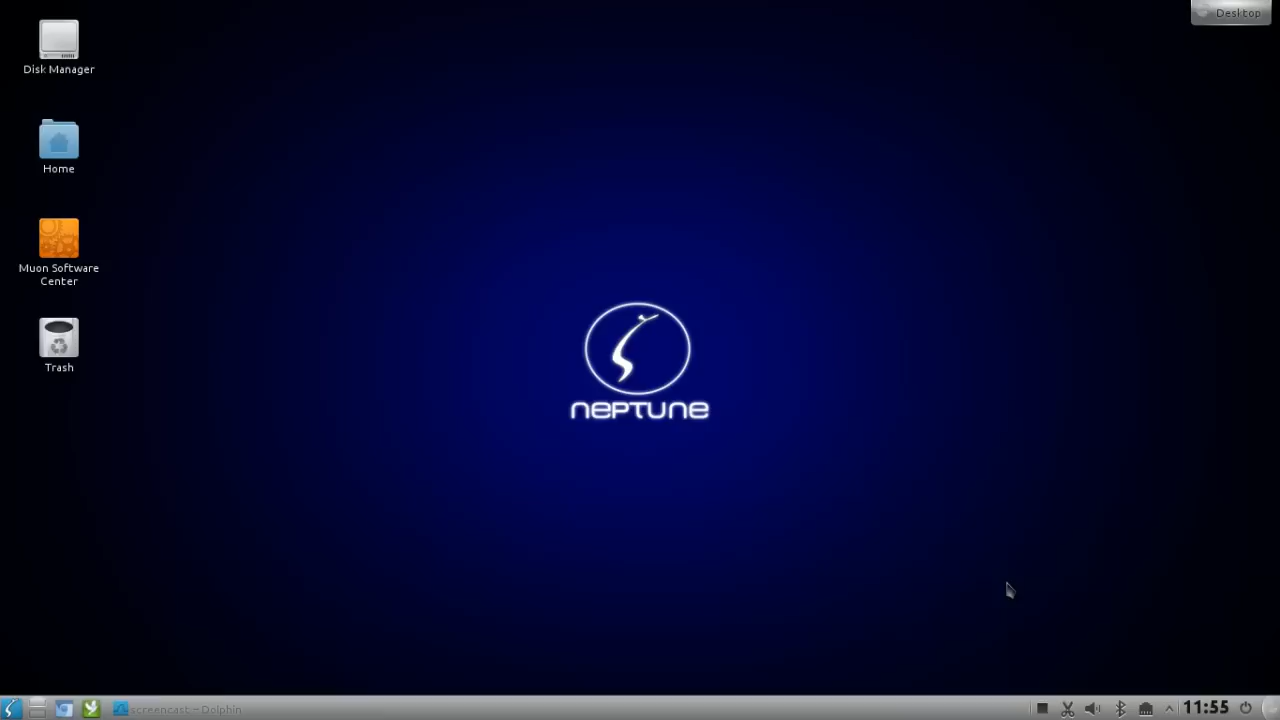 Desktop
Disk Manager
Home
Muon Software
Center
Trash
NEPTUNE
screencast – Dolphin
11:55